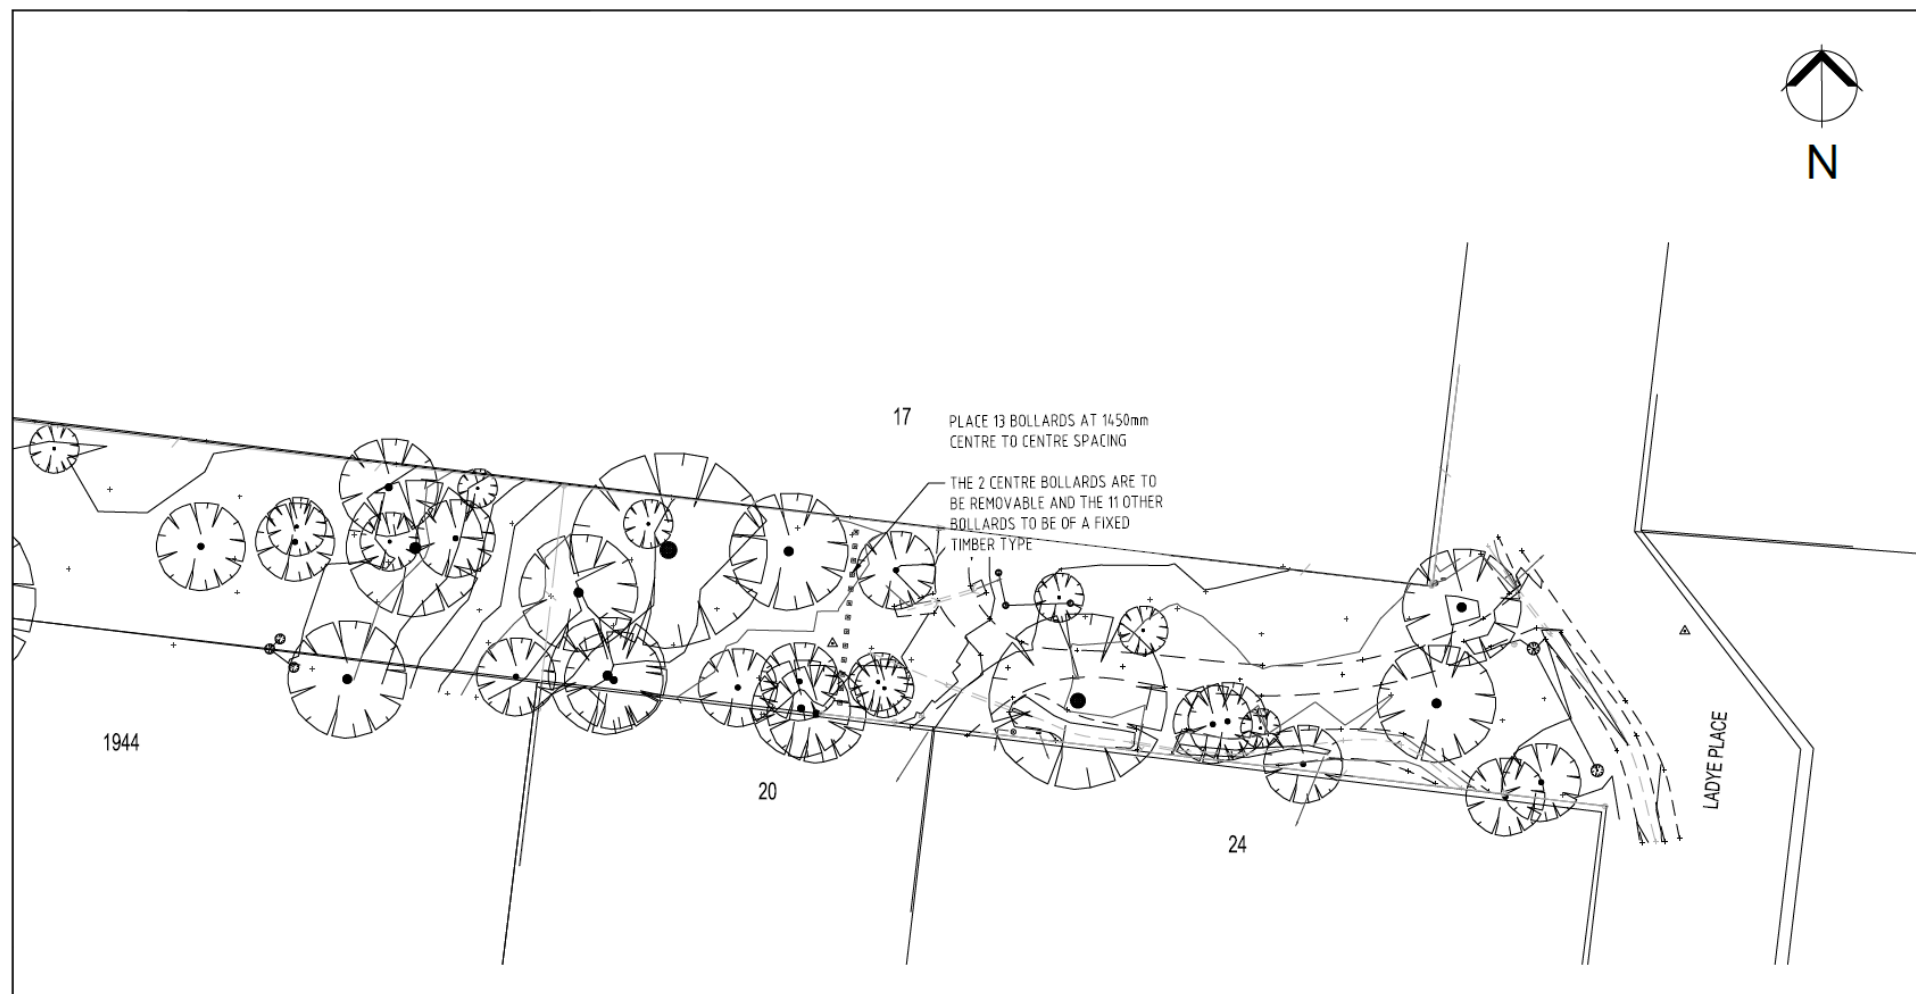 N
17
PLACE 13 BOLLARDS AT 1450mm
CENTRE TO CENTRE SPACING
THE 2 CENTRE BOLLARDS ARE TO
BE REMOVABLE AND THE 11 OTHER
BOLLARDS TO BE OF A FIXED
TIMBER TYPE
1944
20
24
LADYE PLACE